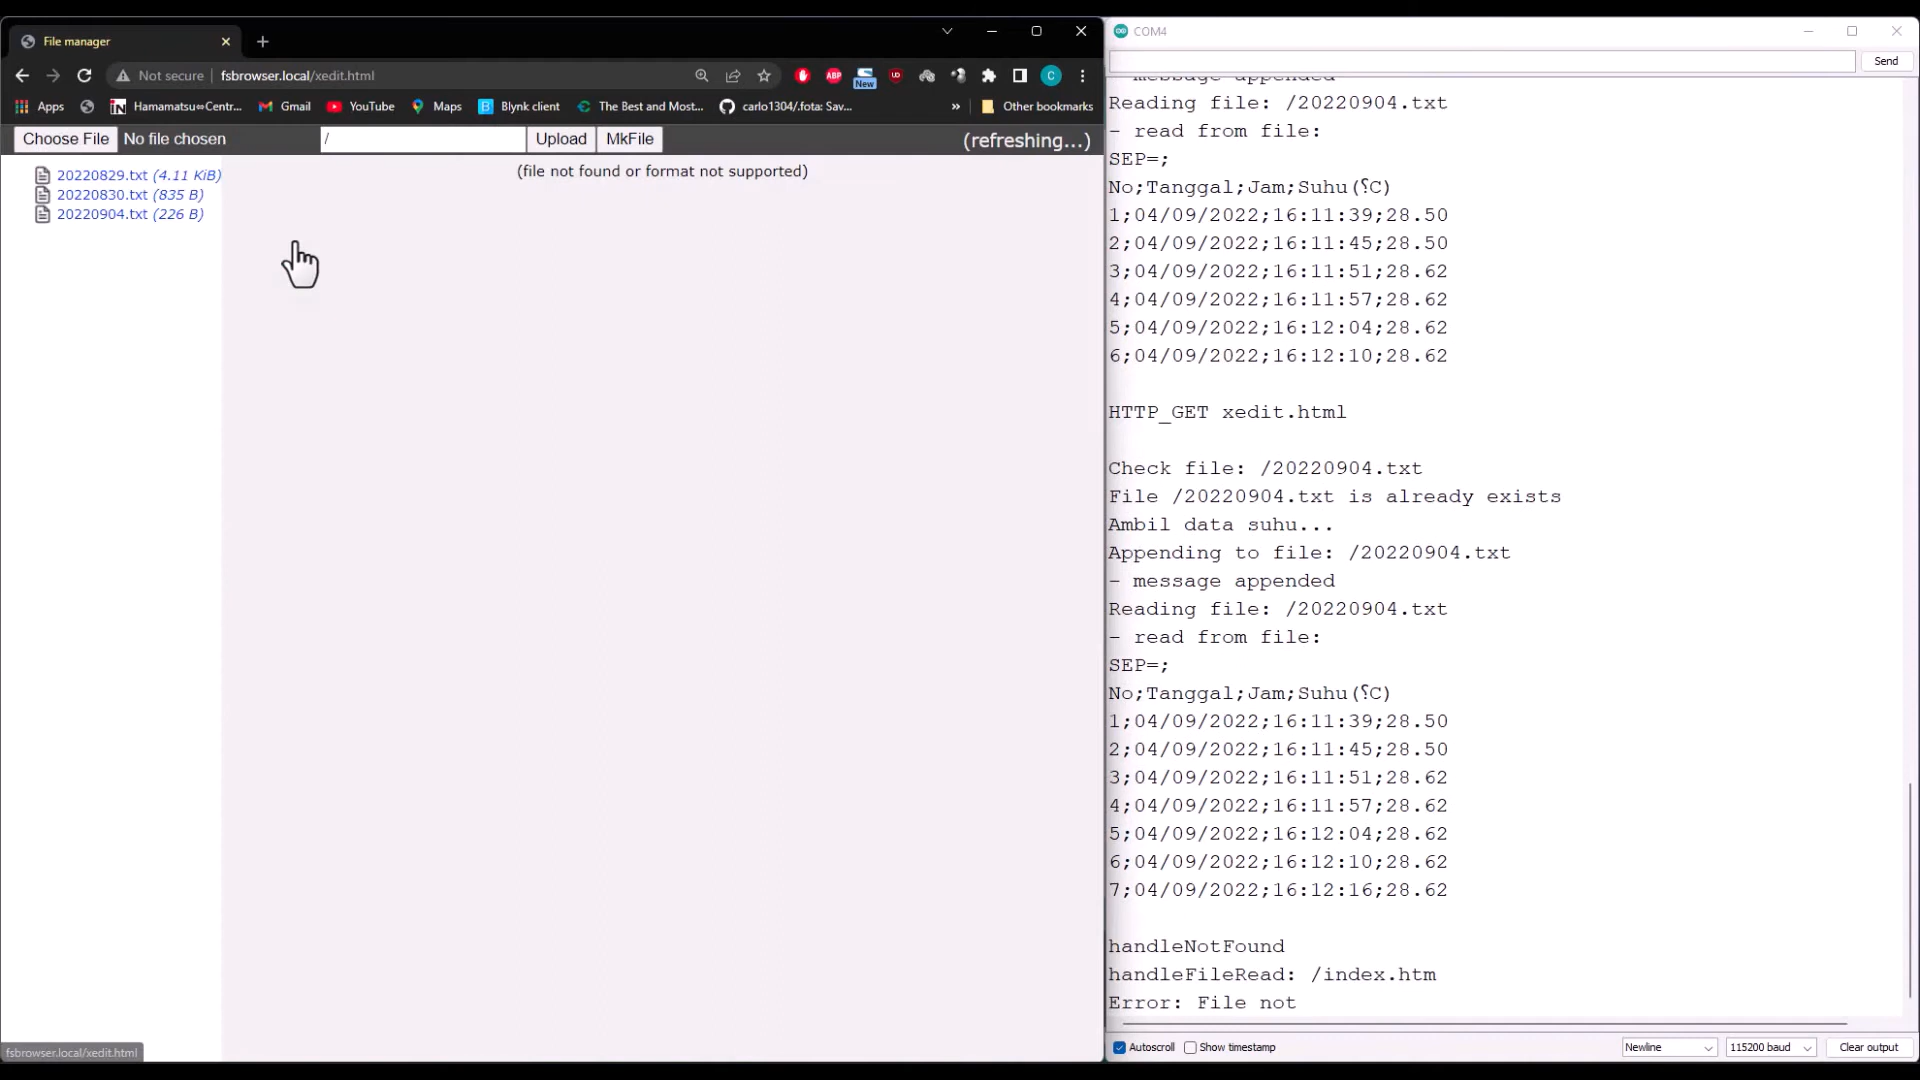 File manager
Not secure
fsbrowser.local/xedit.html
ABP
New
UD
C
Apps
Hamamatsu∞Centr...
Gmail
YouTube
Maps
B Blynk client
The Best and Most...
carlo1304/.fota: Sav...
»
Other bookmarks
Choose File No file chosen
/
Upload
MkFile
(refreshing...)
20220829.txt (4.11 KiB)
20220830.txt (835 B)
20220904.txt (226 B)
(file not found or format not supported)
fsbrowser.local/xedit.html
COM4
Send
- message appended
Reading file: /20220904.txt
- read from file:
SEP=;
No;Tanggal;Jam;Suhu(⸮C)
1;04/09/2022;16:11:39;28.50
2;04/09/2022;16:11:45;28.50
3;04/09/2022;16:11:51;28.62
4;04/09/2022;16:11:57;28.62
5;04/09/2022;16:12:04;28.62
6;04/09/2022;16:12:10;28.62
HTTP_GET xedit.html
Check file: /20220904.txt
File /20220904.txt is already exists
Ambil data suhu...
Appending to file: /20220904.txt
- message appended
Reading file: /20220904.txt
- read from file:
SEP=;
No;Tanggal;Jam;Suhu(⸮C)
1;04/09/2022;16:11:39;28.50
2;04/09/2022;16:11:45;28.50
3;04/09/2022;16:11:51;28.62
4;04/09/2022;16:11:57;28.62
5;04/09/2022;16:12:04;28.62
6;04/09/2022;16:12:10;28.62
7;04/09/2022;16:12:16;28.62
handleNotFound
handleFileRead: /index.htm
Error: File not
Autoscroll
Show timestamp
Newline
115200 baud
Clear output